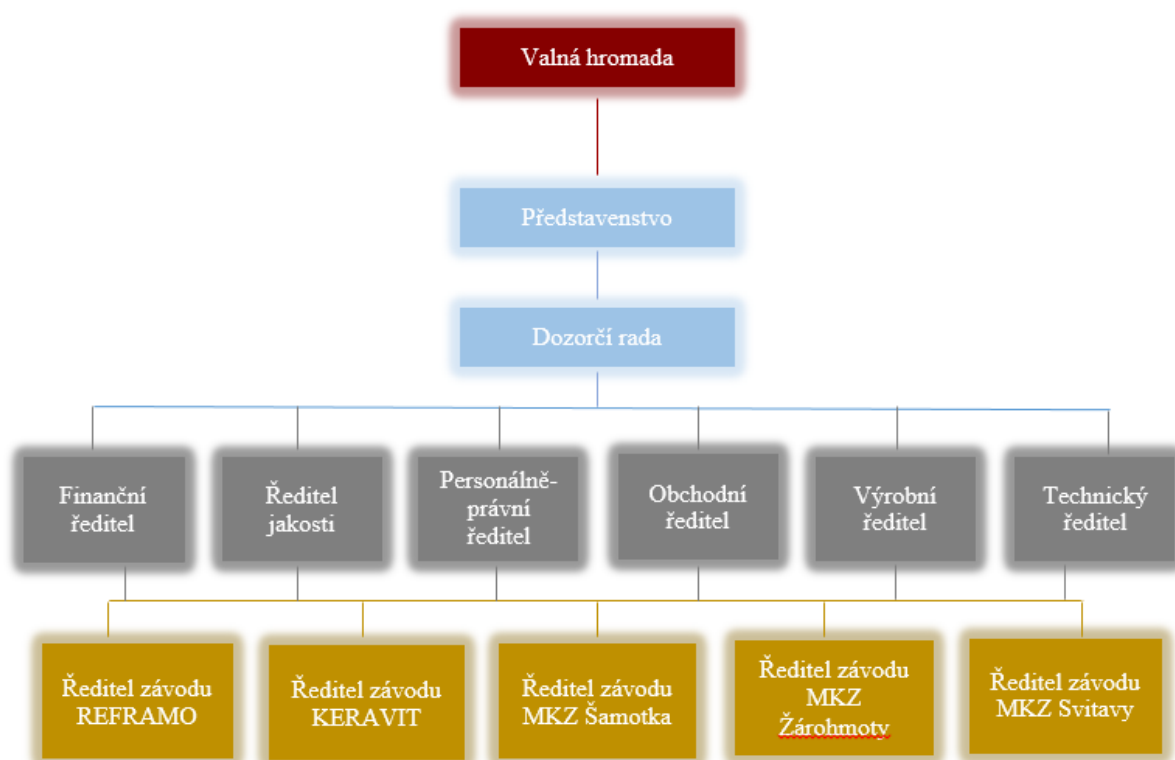 Valná hromada
Představenstvo
Dozorčí rada
Finanční
ředitel
Ředitel
jakosti
Personálně-
právní
ředitel
Obchodní
ředitel
Výrobní
ředitel
Technický
ředitel
Ředitel závodu
REFRAMO
Ředitel závodu
KERAVIT
Ředitel závodu
MKZ Šamotka
Ředitel závodu
MKZ
Žárohmoty
Ředitel závodu
MKZ Svitavy